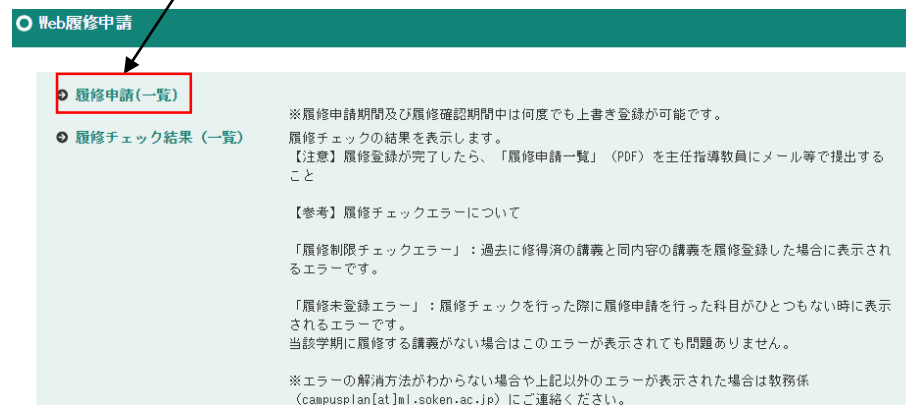 Web履修申請
履修申請(一覧)
※履修申請期間及び履修確認期間中は何度でも上書き登録が可能です。
履修チェック結果（一覧）
履修チェックの結果を表示します。
【注意】履修登録が完了したら、「履修申請一覧」（PDF）を主任指導教員にメール等で提出する
こと
【参考】履修チェックエラーについて
「履修制限チェックエラー」：過去に修得済の講義と同内容の講義を履修登録した場合に表示され
るエラーです。
「履修未登録エラー」：履修チェックを行った際に履修申請を行った科目がひとつもない時に表示
されるエラーです。
当該学期に履修する講義がない場合はこのエラーが表示されても問題ありません。
※エラーの解消方法がわからない場合や上記以外のエラーが表示された場合は教務係
（campusplan[at]ml.soken.ac.jp）にご連絡ください。